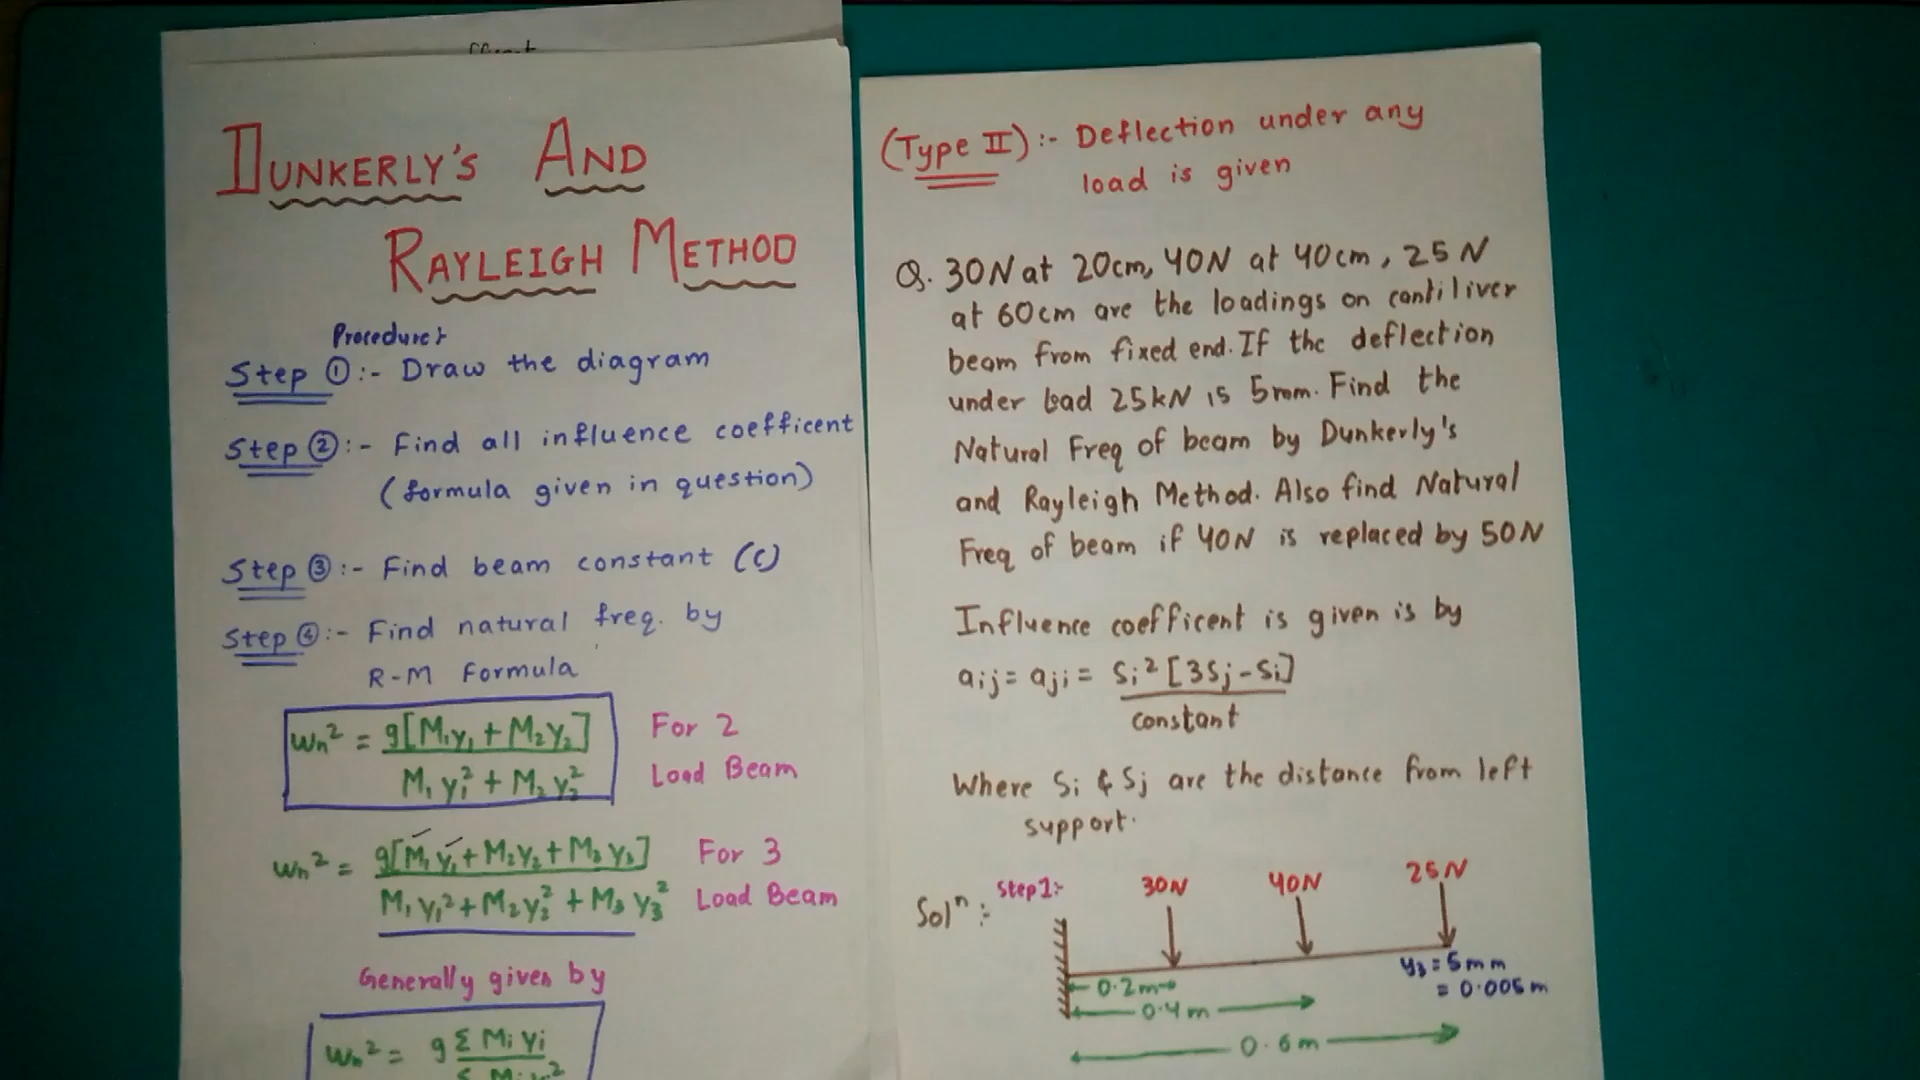 DUNKERLY'S AND
RAYLEIGH METHOD
Procedure:
Step ①:- Draw the diagram
Step ②:- Find all influence coefficent
(formula given in question)
Step ③:- Find beam constant (C)
Step ④:- Find natural freq. by
R-M Formula
Wn² = g[M₁y₁ + M₂y₂]
M₁y₁² + M₂y₂²
For 2
Load Beam
Wn² = g[M₁y₁ + M₂y₂ + M₃y₃]
M₁y₁² + M₂y₂² + M₃y₃²
For 3
Load Beam
Generally given by
Wn² = g Σ Mi yi
(Type II):- Deflection under any
load is given
Q. 30N at 20cm, 40N at 40cm, 25N
at 60cm are the loadings on cantiliver
beam from fixed end. If the deflection
under load 25kN is 5mm. Find the
Natural Freq of beam by Dunkerly's
and Rayleigh Method. Also find Natural
Freq of beam if 40N is replaced by 50N
Influence coefficent is given is by
aij = aji = Si²[3Sj-Si]
constant
Where Si & Sj are the distance from left
support.
Solⁿ:- Step1:-
30N 40N 25N
y₃ = 5mm
= 0.005m
0.2m
0.4m
0.6m